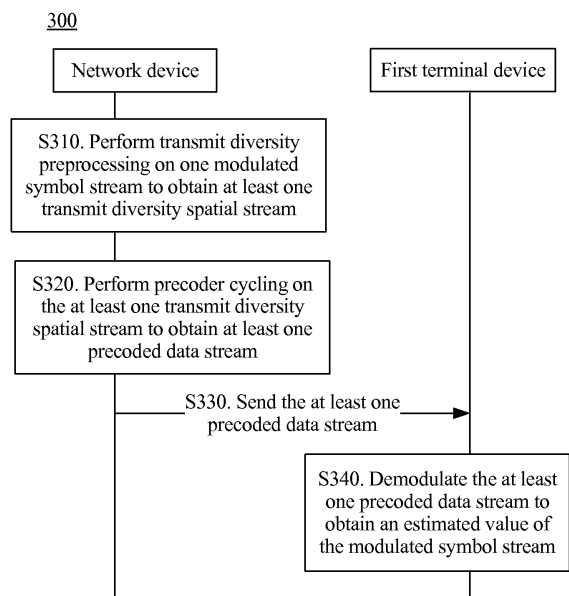 300
Network device
First terminal device
S310. Perform transmit diversity
preprocessing on one modulated
symbol stream to obtain at least one
transmit diversity spatial stream
S320. Perform precoder cycling on
the at least one transmit diversity
spatial stream to obtain at least one
precoded data stream
S330. Send the at least one
precoded data stream
S340. Demodulate the at least
one precoded data stream to
obtain an estimated value of
the modulated symbol stream